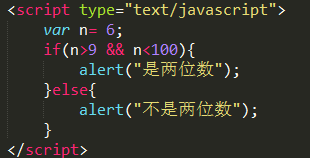 <script type="text/javascript">
    var n= 6;
    if(n>9 && n<100){
        alert("是两位数");
    }else{
        alert("不是两位数");
    }
</script>